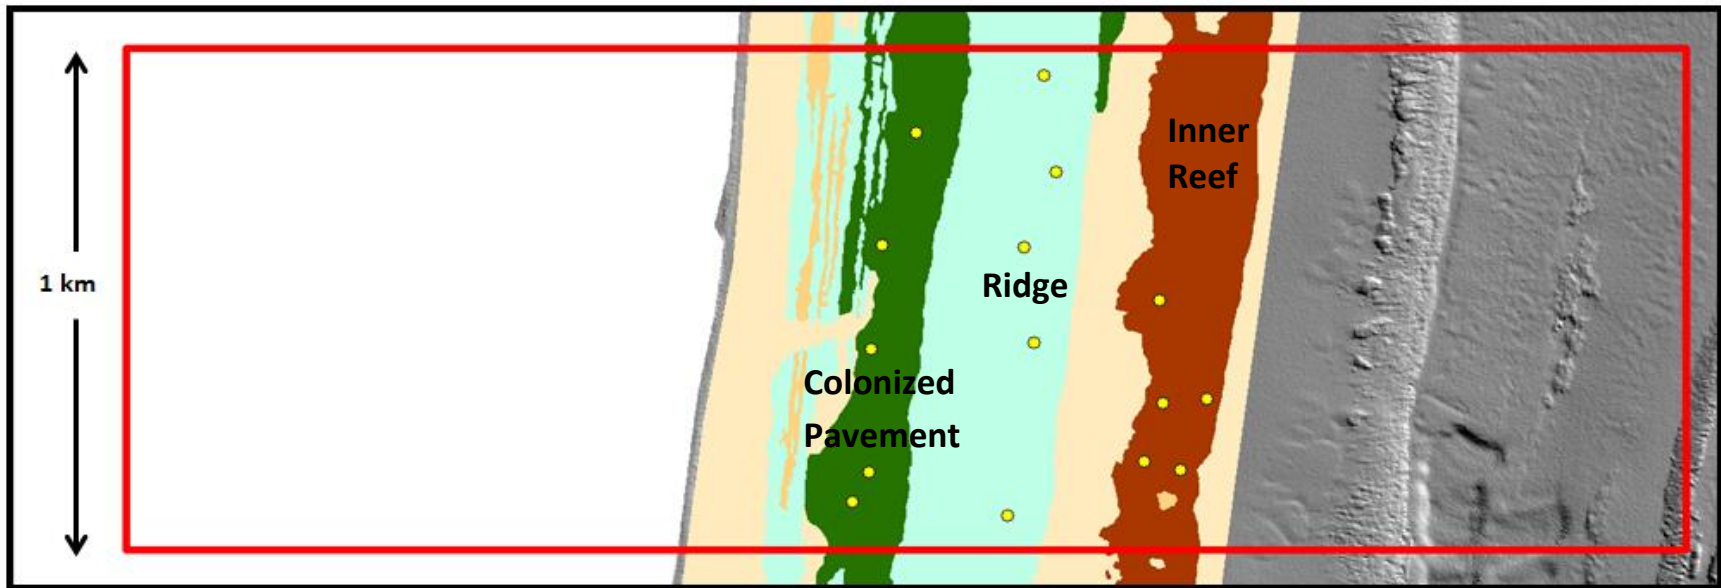 1 km
Colonized
Pavement
Ridge
Inner
Reef